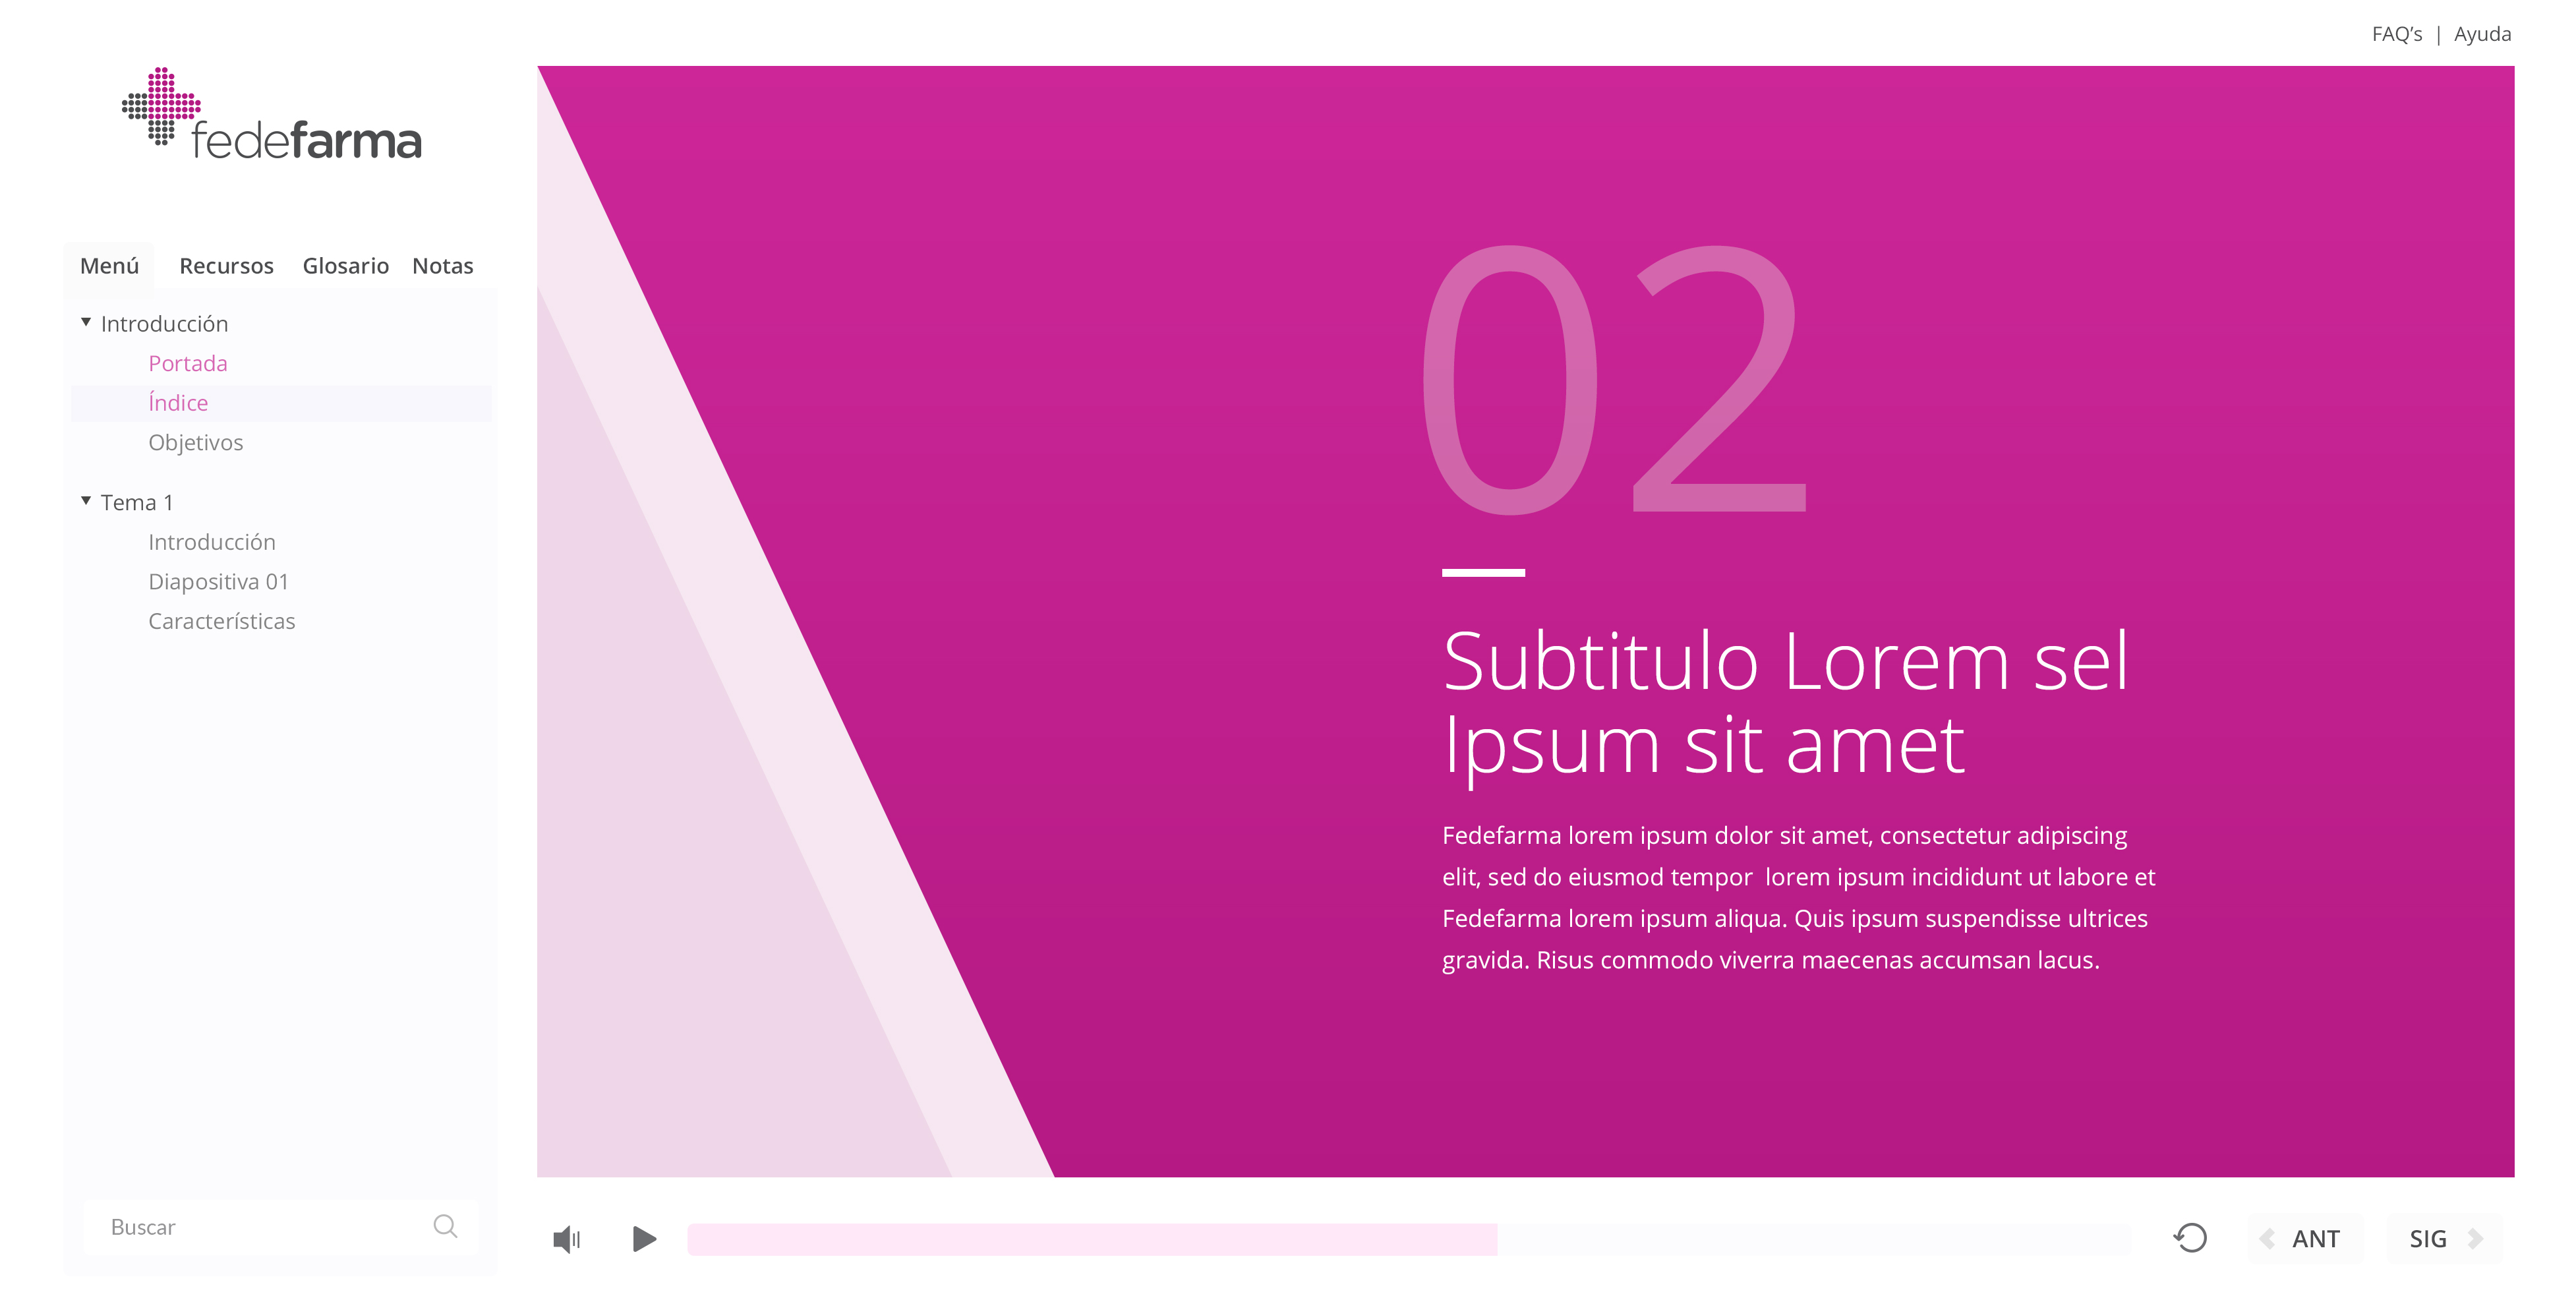 FAQ’s | Ayuda
fedefarma
Menú Recursos Glosario Notas
Introducción
Portada
Índice
Objetivos
Tema 1
Introducción
Diapositiva 01
Características
Buscar
02
Subtitulo Lorem sel
Ipsum sit amet
Fedefarma lorem ipsum dolor sit amet, consectetur adipiscing
elit, sed do eiusmod tempor  lorem ipsum incididunt ut labore et
Fedefarma lorem ipsum aliqua. Quis ipsum suspendisse ultrices
gravida. Risus commodo viverra maecenas accumsan lacus.
ANT SIG